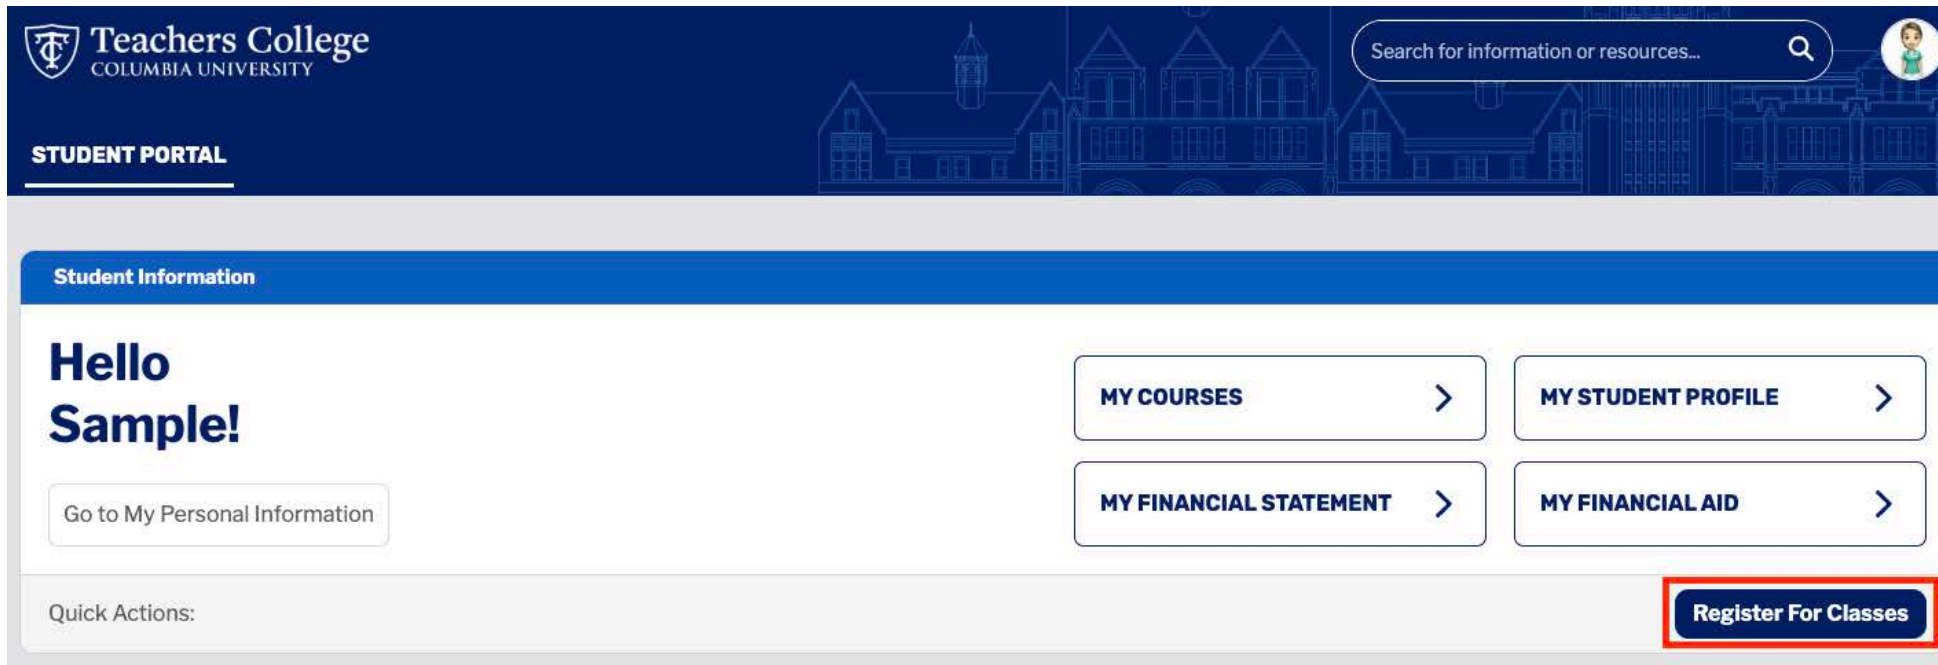 Teachers College
COLUMBIA UNIVERSITY
Search for information or resources...
STUDENT PORTAL
Student Information
Hello
Sample!
Go to My Personal Information
MY COURSES
MY STUDENT PROFILE
MY FINANCIAL STATEMENT
MY FINANCIAL AID
Quick Actions:
Register For Classes